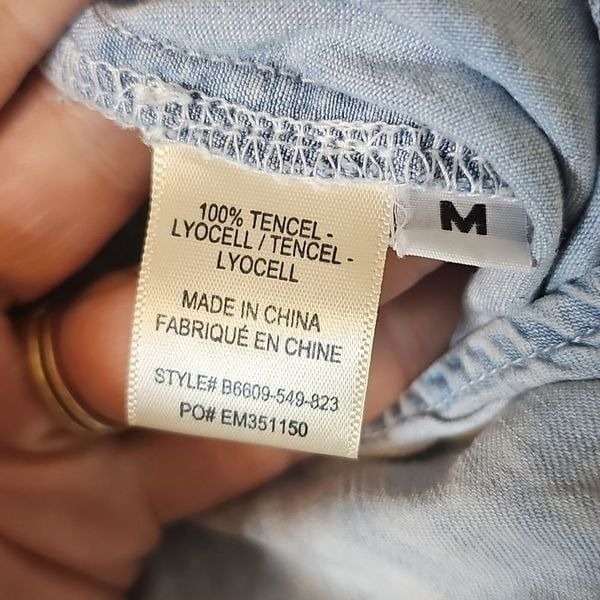 100% TENCEL -
LYOCELL / TENCEL -
LYOCELL
MADE IN CHINA
FABRIQUÉ EN CHINE
STYLE# B6609-549-823
PO# EM351150
M